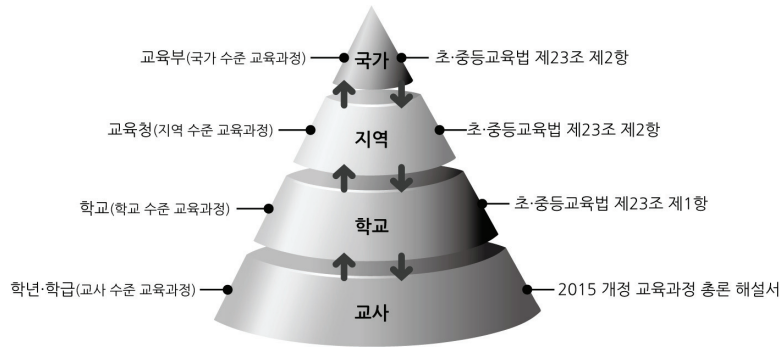 교육부(국가 수준 교육과정) 국가 초·중등교육법 제23조 제2항
교육청(지역 수준 교육과정) 지역 초·중등교육법 제23조 제2항
학교(학교 수준 교육과정) 학교 초·중등교육법 제23조 제1항
학년·학급(교사 수준 교육과정) 교사 2015 개정 교육과정 총론 해설서